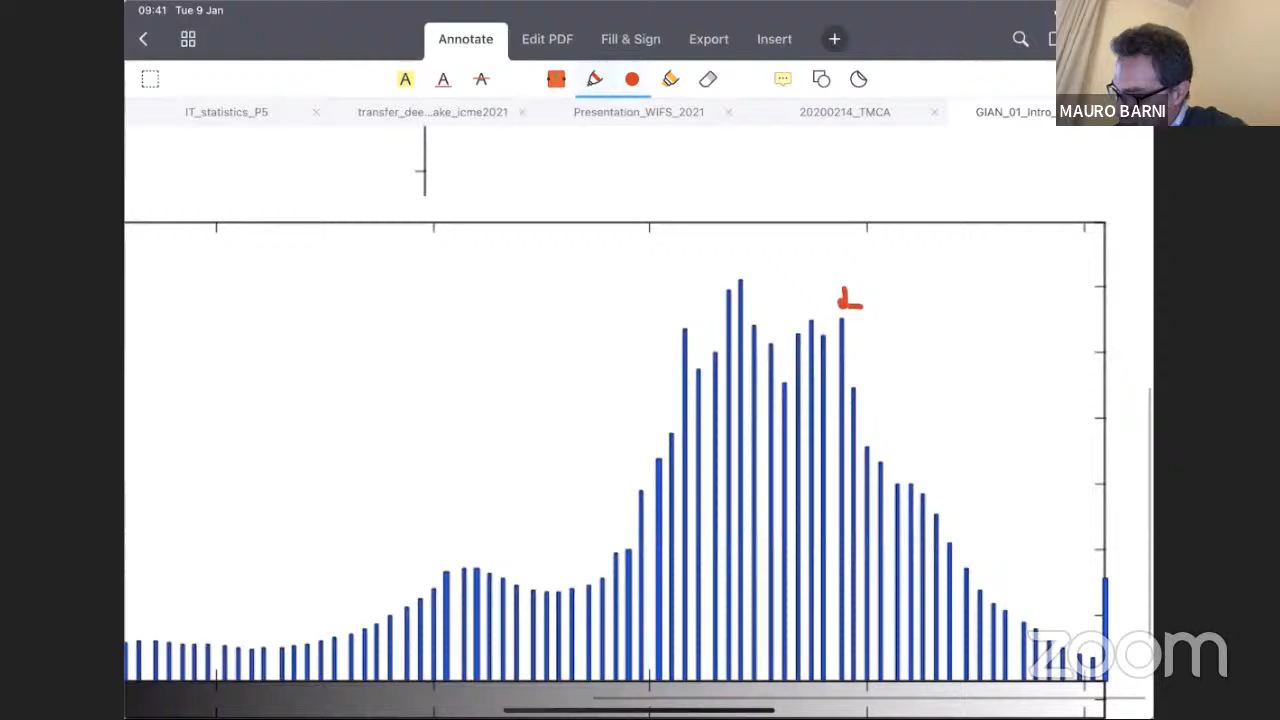 09:41 Tue 9 Jan
Annotate Edit PDF Fill & Sign Export Insert
A A A
IT_statistics_P5 transfer_dee...ake_icme2021 Presentation_WIFS_2021 20200214_TMCA GIAN_01_Intro_
MAURO BARNI
zoom